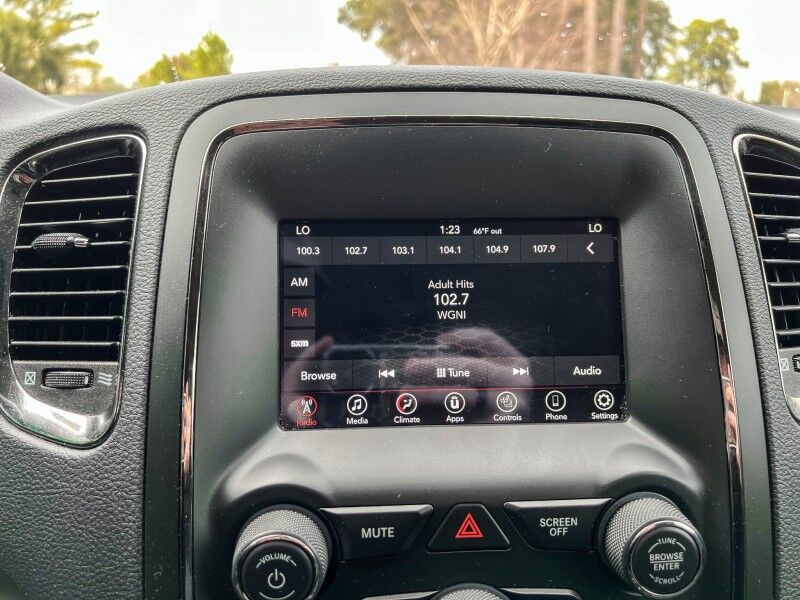 LO 1:23 66°F out LO
100.3 102.7 103.1 104.1 104.9 107.9
AM
FM
sxm
Adult Hits
102.7
WGNI
Browse Tune Audio
Radio Media Climate Apps Controls Phone Settings
MUTE
SCREEN
OFF
VOLUME
TUNE
BROWSE
ENTER
SCROLL